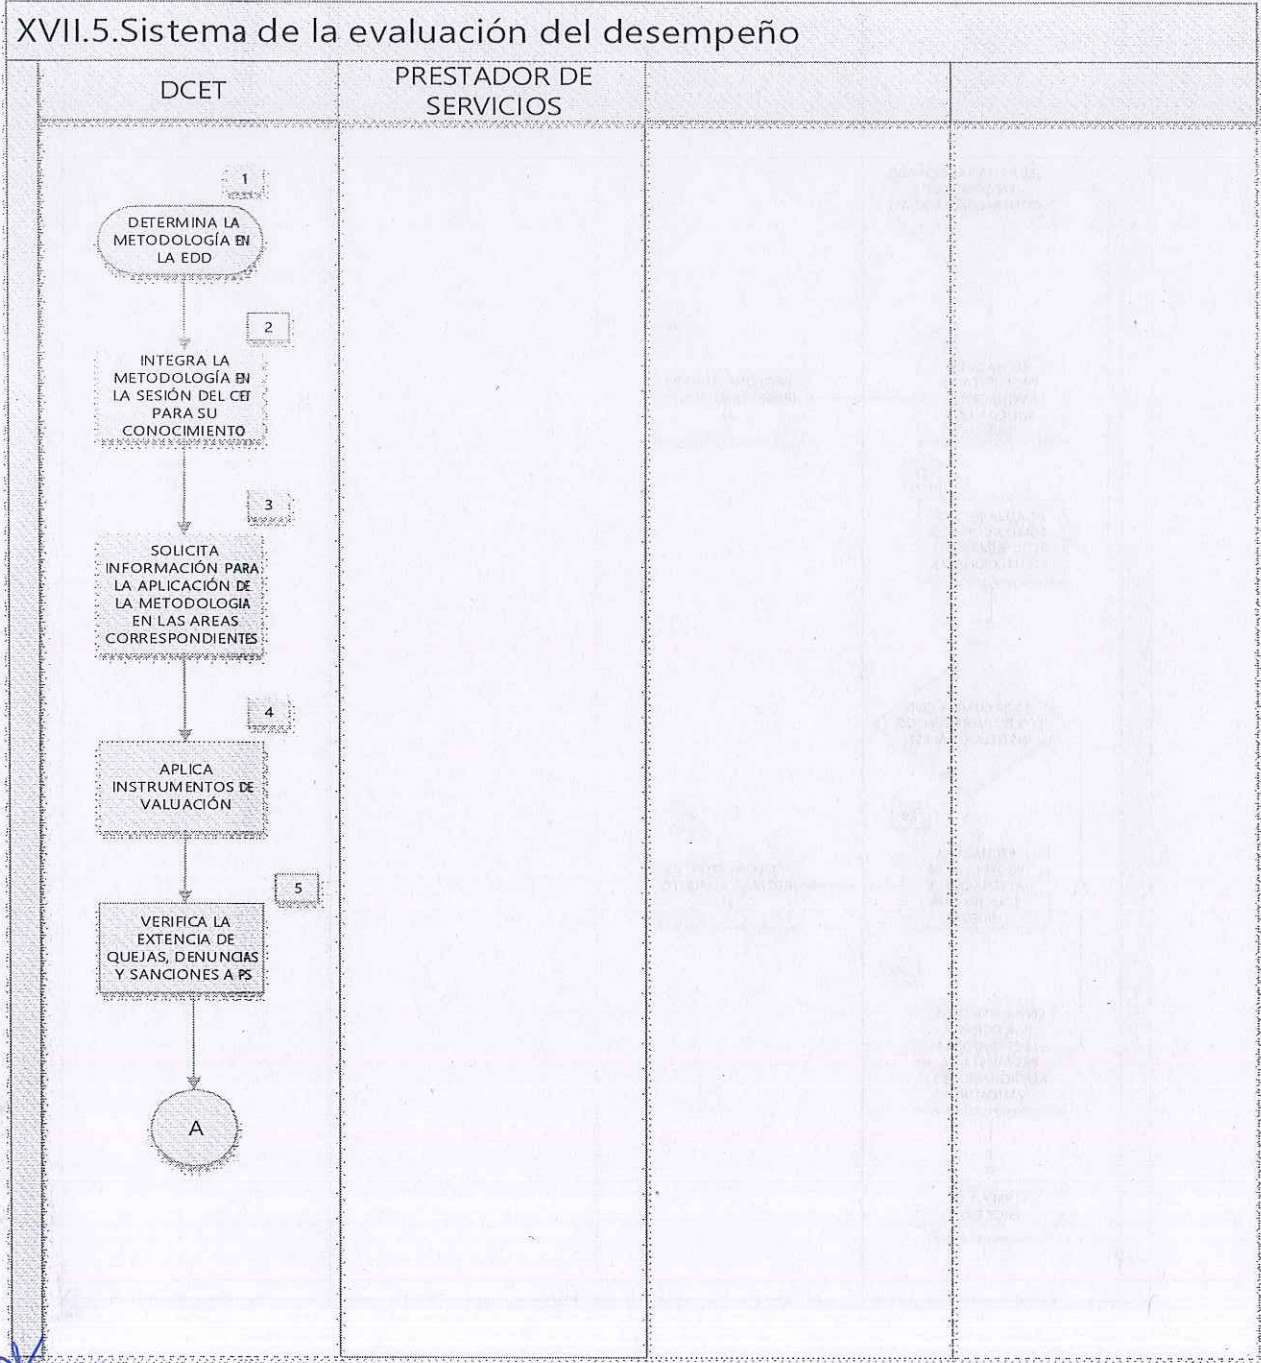 XVII.5.Sistema de la evaluación del desempeño
DCET
PRESTADOR DE
SERVICIOS
1
DETERMINA LA
METODOLOGÍA EN
LA EDD
2
INTEGRA LA
METODOLOGÍA EN
LA SESIÓN DEL CET
PARA SU
CONOCIMIENTO
3
SOLICITA
INFORMACIÓN PARA
LA APLICACIÓN DE
LA METODOLOGIA
EN LAS AREAS
CORRESPONDIENTES
4
APLICA
INSTRUMENTOS DE
VALUACIÓN
5
VERIFICA LA
EXTENCIA DE
QUEJAS, DENUNCIAS
Y SANCIONES A PS
A